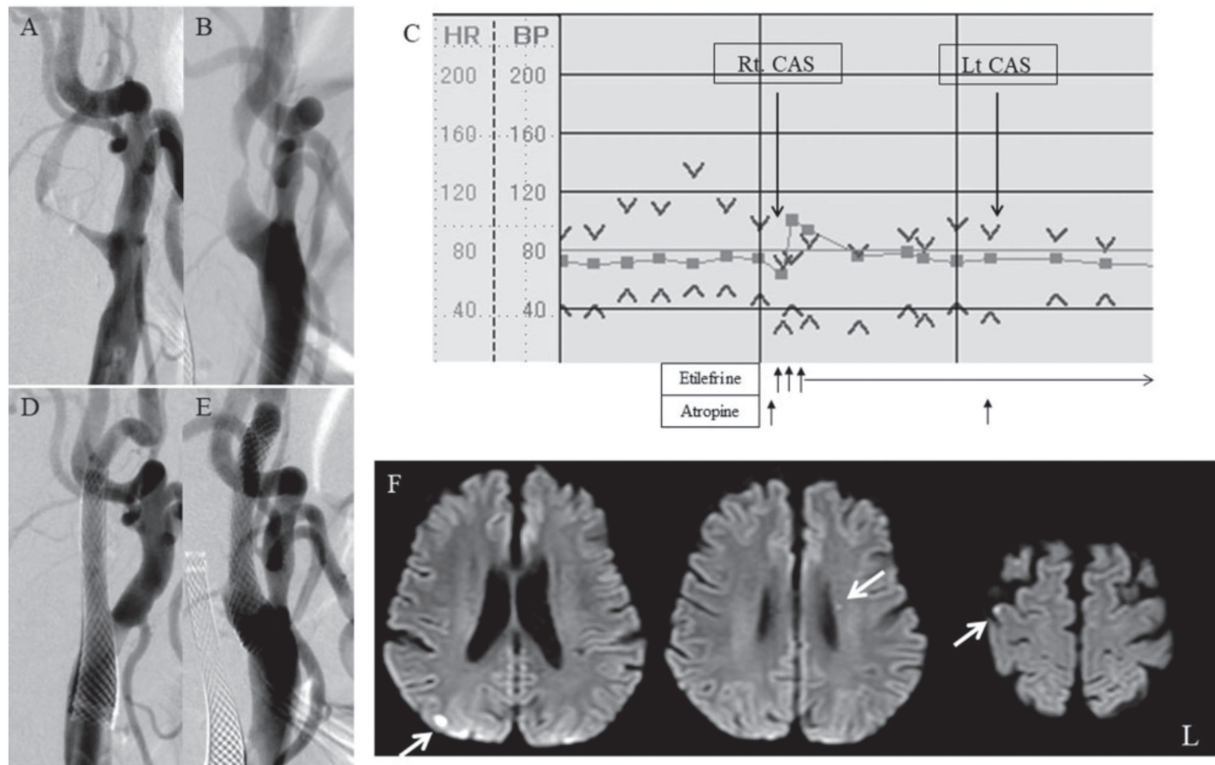 A
B
C
HR BP
200 200
160 160
120 120
80 80
40 40
Rt. CAS
Lt CAS
Etilefrine
Atropine
D
E
F
L